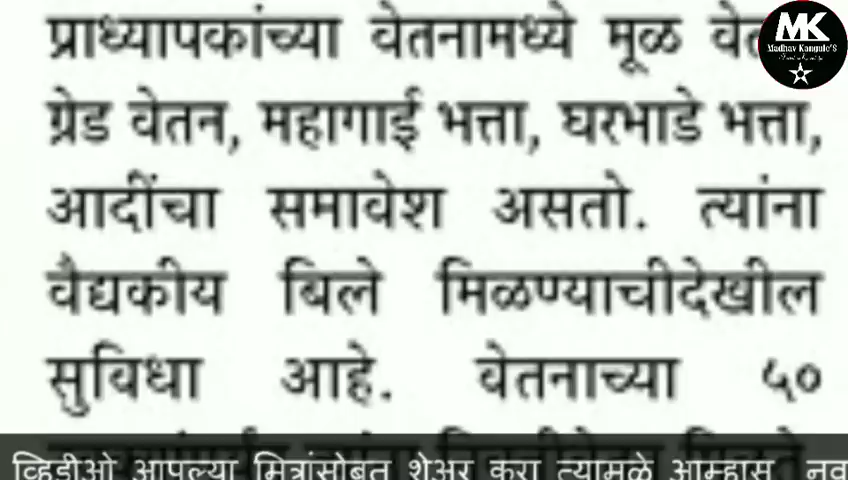 प्राध्यापकांच्या वेतनामध्ये मूळ
ग्रेड वेतन, महागाई भत्ता, घरभाडे भत्ता,
आदींचा समावेश असतो. त्यांना
वैद्यकीय बिले मिळण्याचीदेखील
सुविधा आहे. वेतनाच्या ५०
व्हिडीओ आपल्या मित्रांसोबत शेअर करा त्यामुळे आम्हास नव
MK
Madhav Kangule'S